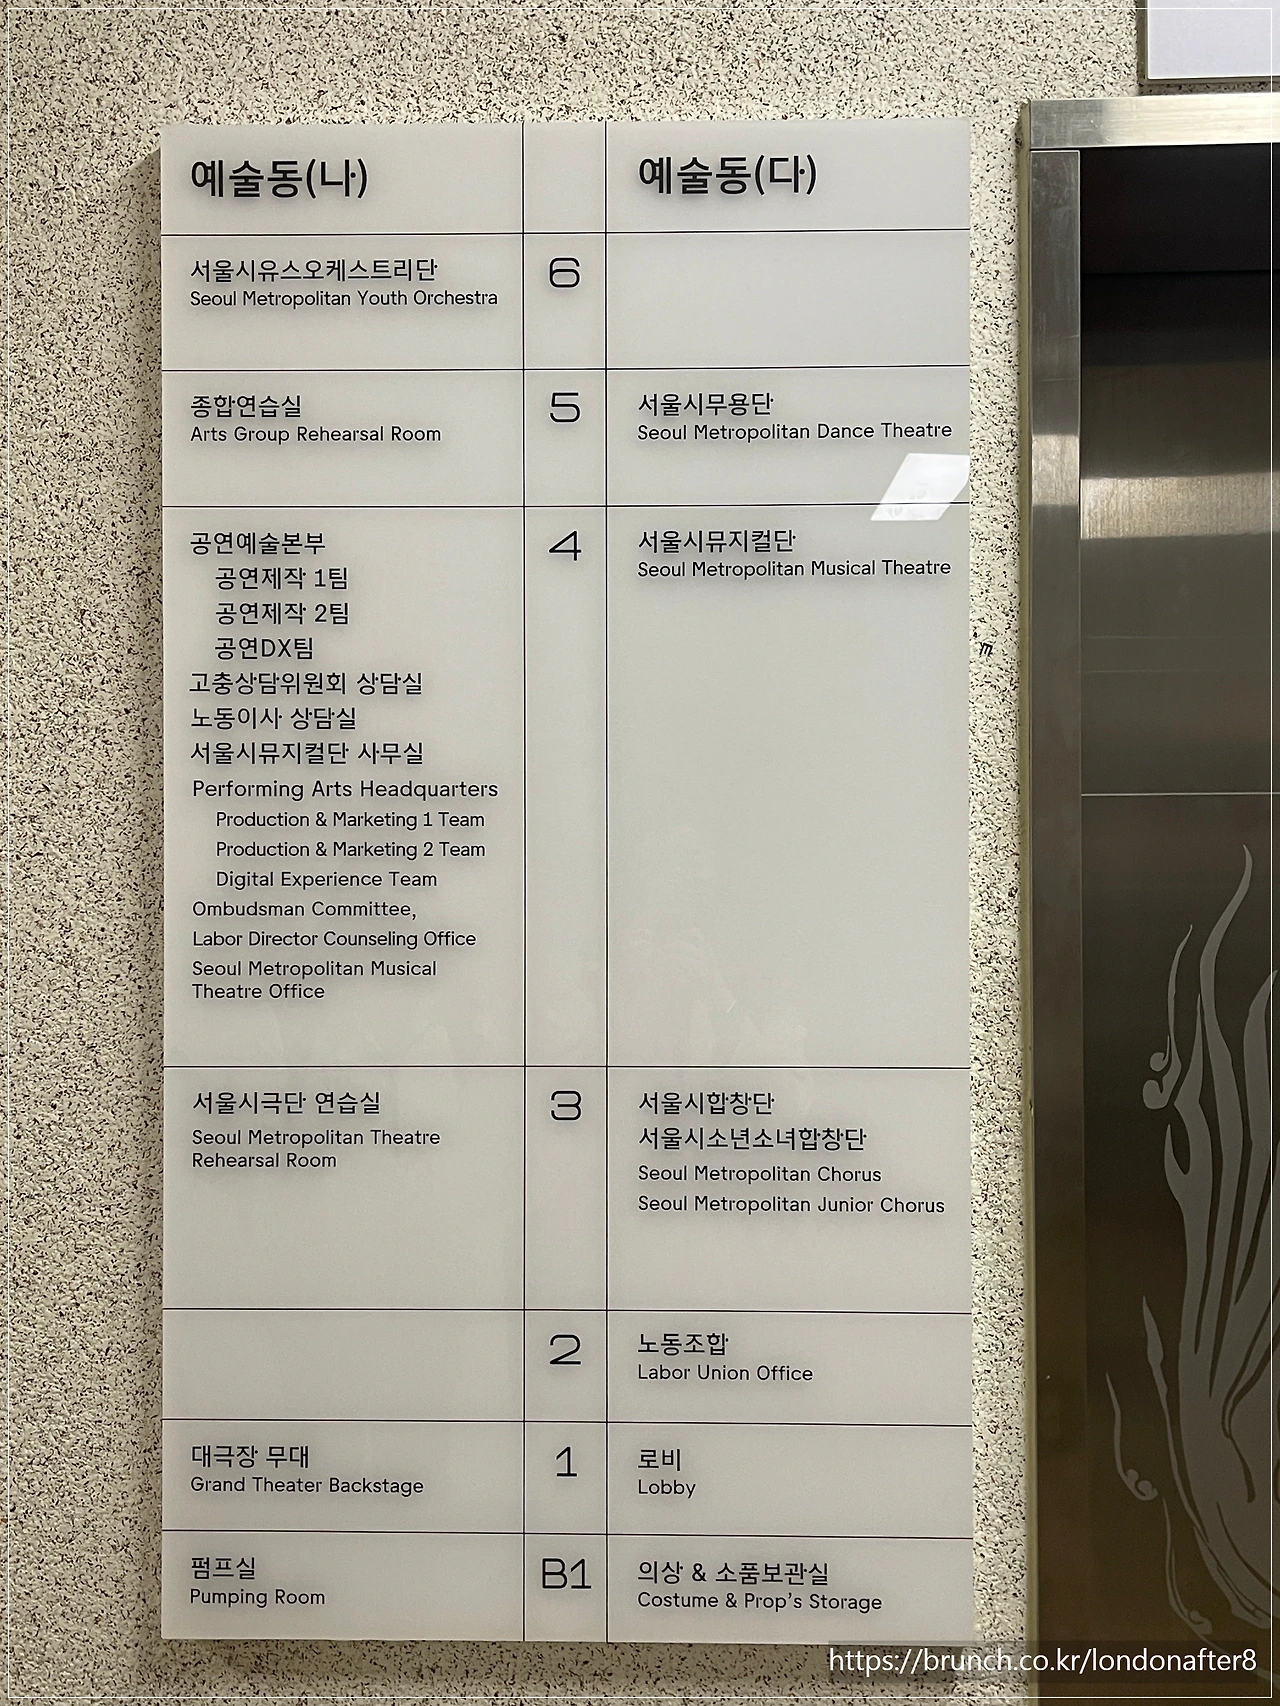 예술동(나)
예술동(다)
서울시유스오케스트리단
Seoul Metropolitan Youth Orchestra
6
종합연습실
Arts Group Rehearsal Room
5
서울시무용단
Seoul Metropolitan Dance Theatre
공연예술본부
공연제작 1팀
공연제작 2팀
공연DX팀
고충상담위원회 상담실
노동이사 상담실
서울시뮤지컬단 사무실
Performing Arts Headquarters
Production & Marketing 1 Team
Production & Marketing 2 Team
Digital Experience Team
Ombudsman Committee,
Labor Director Counseling Office
Seoul Metropolitan Musical
Theatre Office
4
서울시뮤지컬단
Seoul Metropolitan Musical Theatre
서울시극단 연습실
Seoul Metropolitan Theatre
Rehearsal Room
3
서울시합창단
서울시소년소녀합창단
Seoul Metropolitan Chorus
Seoul Metropolitan Junior Chorus
2
노동조합
Labor Union Office
대극장 무대
Grand Theater Backstage
1
로비
Lobby
펌프실
Pumping Room
B1
의상 & 소품보관실
Costume & Prop's Storage
https://brunch.co.kr/londonafter8